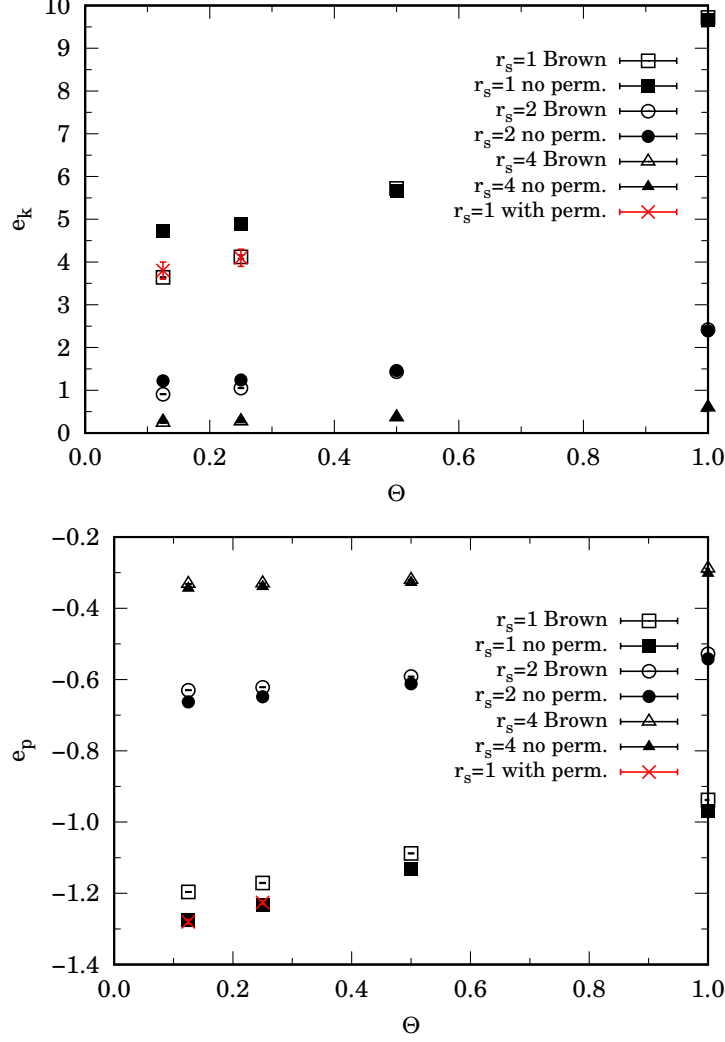 10
9
8
7
6
5
4
3
2
1
0
e_k
r_s=1 Brown
r_s=1 no perm.
r_s=2 Brown
r_s=2 no perm.
r_s=4 Brown
r_s=4 no perm.
r_s=1 with perm.
0.0 0.2 0.4 0.6 0.8 1.0
Θ
−0.2
−0.4
−0.6
−0.8
−1.0
−1.2
−1.4
e_p
r_s=1 Brown
r_s=1 no perm.
r_s=2 Brown
r_s=2 no perm.
r_s=4 Brown
r_s=4 no perm.
r_s=1 with perm.
0.0 0.2 0.4 0.6 0.8 1.0
Θ